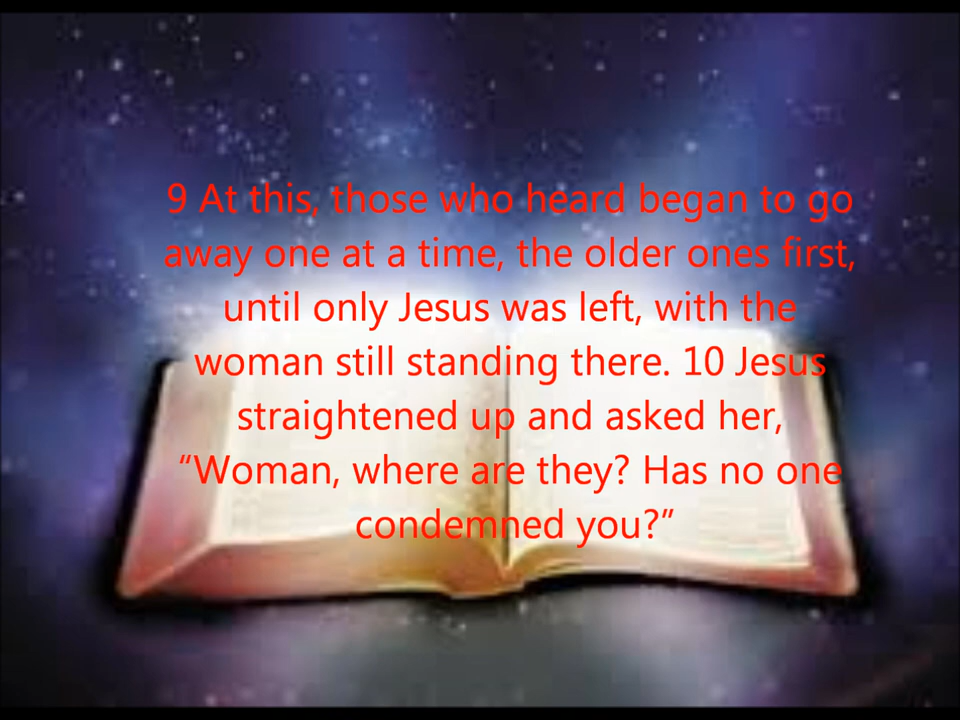 9 At this, those who heard began to go
away one at a time, the older ones first,
until only Jesus was left, with the
woman still standing there. 10 Jesus
straightened up and asked her,
“Woman, where are they? Has no one
condemned you?”